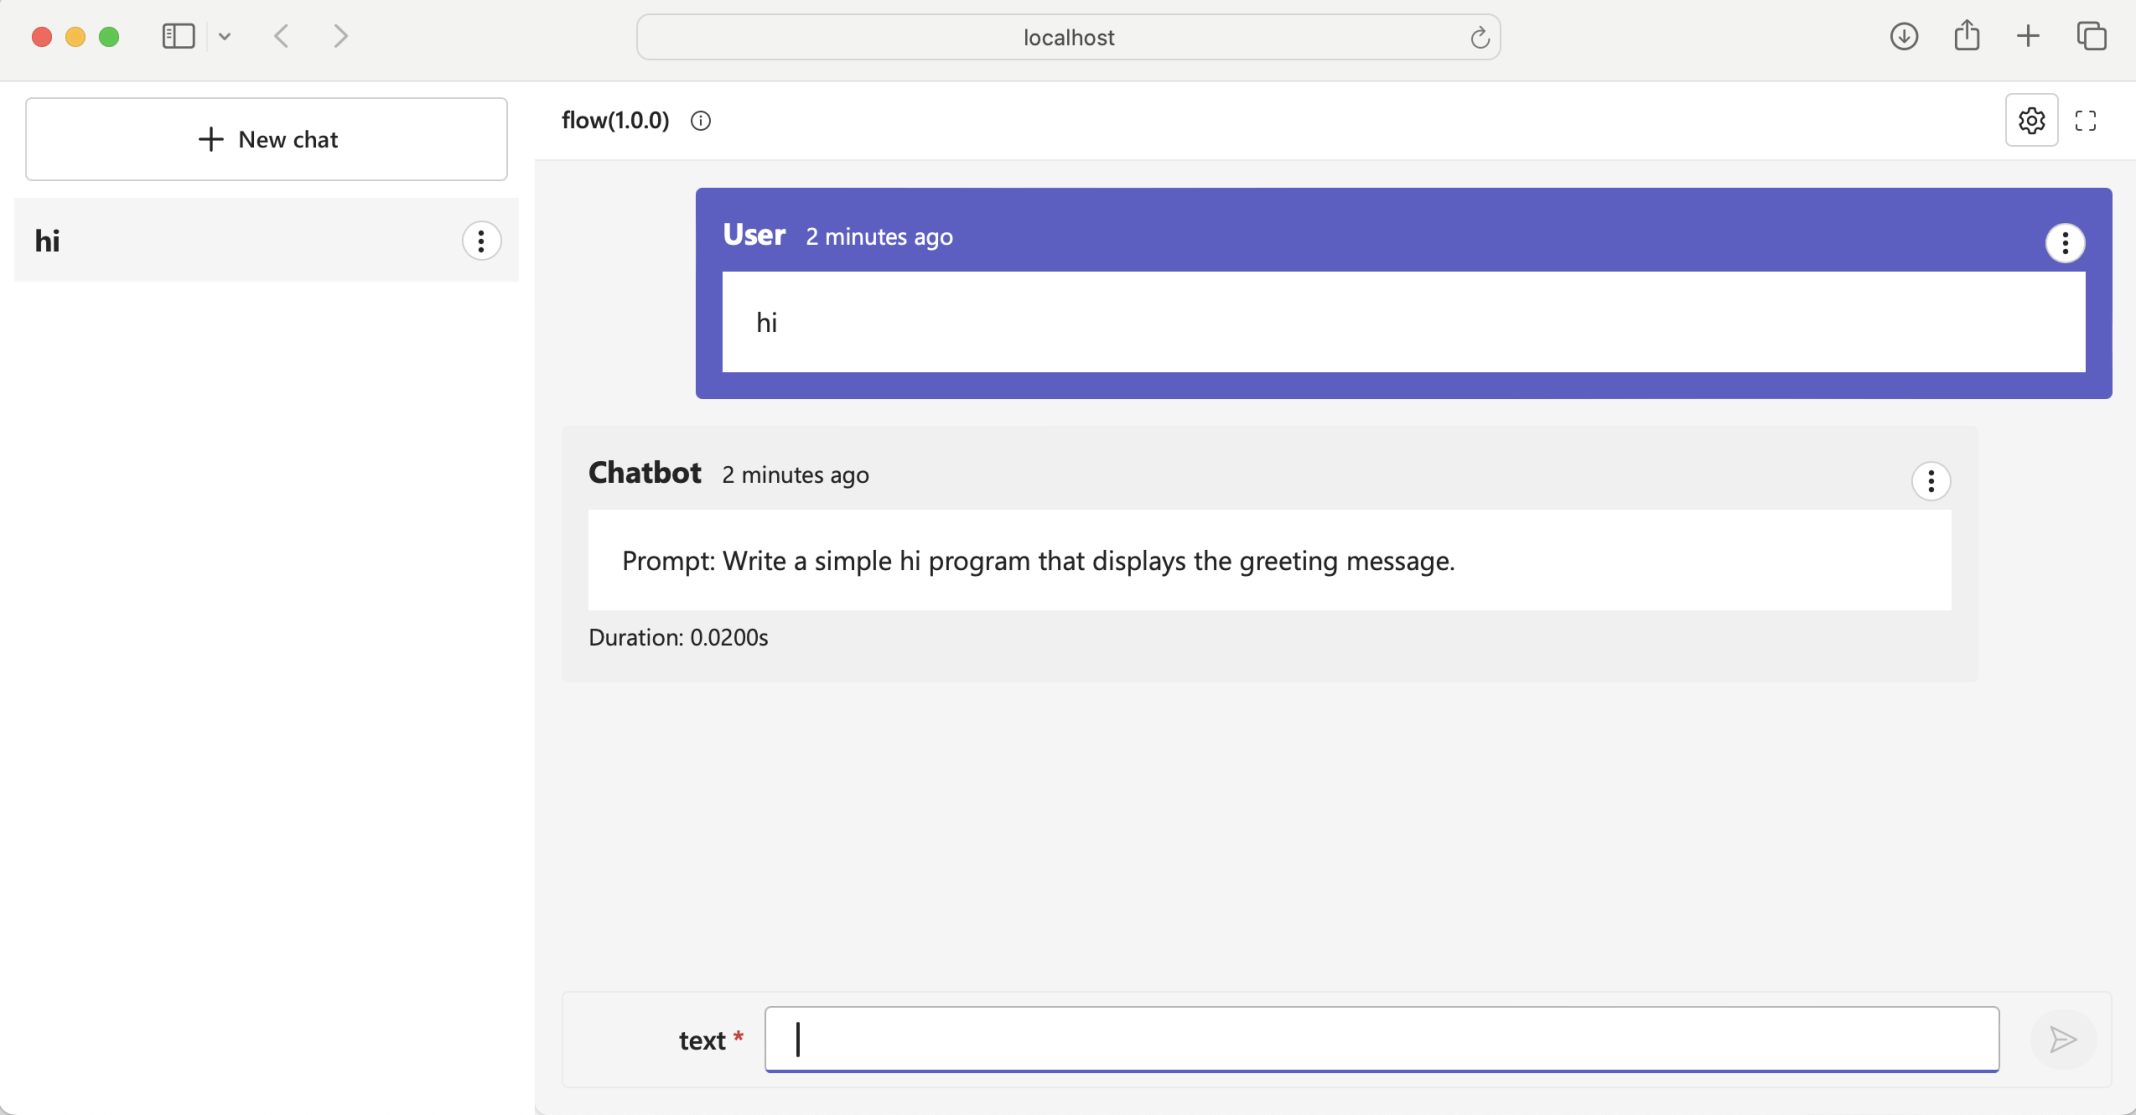 localhost
New chat
hi
flow(1.0.0)
User 2 minutes ago
hi
Chatbot 2 minutes ago
Prompt: Write a simple hi program that displays the greeting message.
Duration: 0.0200s
text *